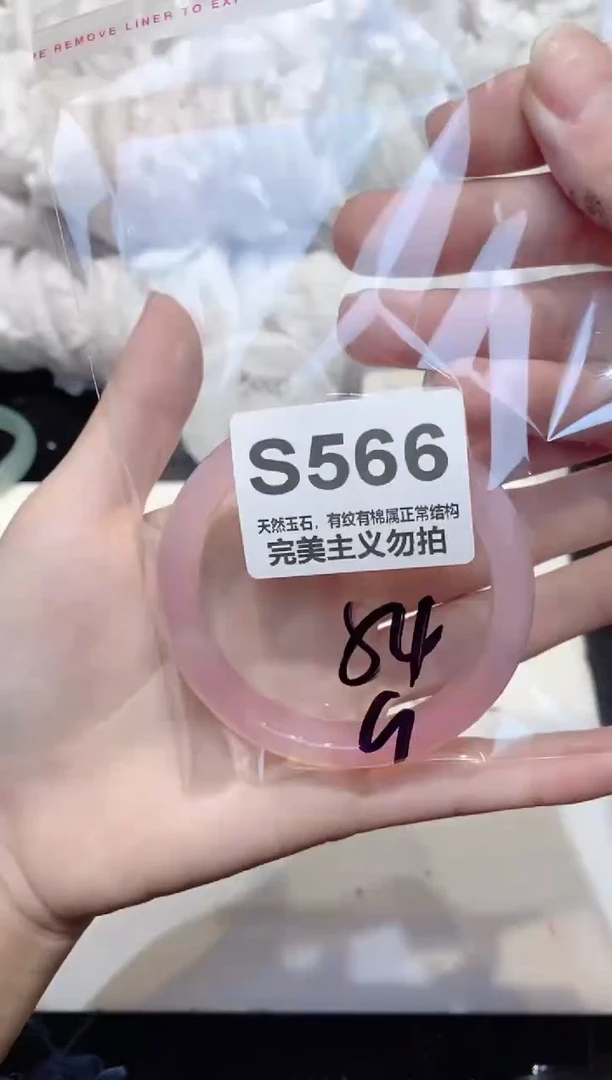 RE REMOVE LINER TO EX
S566
天然玉石，有纹有棉属正常结构
完美主义勿拍
84
9